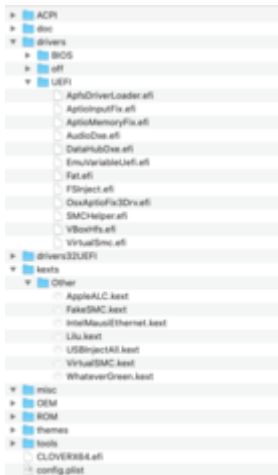 ACPI
doc
drivers
BIOS
off
UEFI
ApfsDriverLoader.efi
AptioInputFix.efi
AptioMemoryFix.efi
AudioDxe.efi
DataHubDxe.efi
EmuVariableUefi.efi
Fat.efi
FSInject.efi
OsxAptioFix3Drv.efi
SMCHelper.efi
VBoxHfs.efi
VirtualSmc.efi
drivers32UEFI
kexts
Other
AppleALC.kext
FakeSMC.kext
IntelMausiEthernet.kext
Lilu.kext
USBInjectAll.kext
VirtualSMC.kext
WhateverGreen.kext
misc
OEM
ROM
themes
tools
CLOVERX64.efi
config.plist